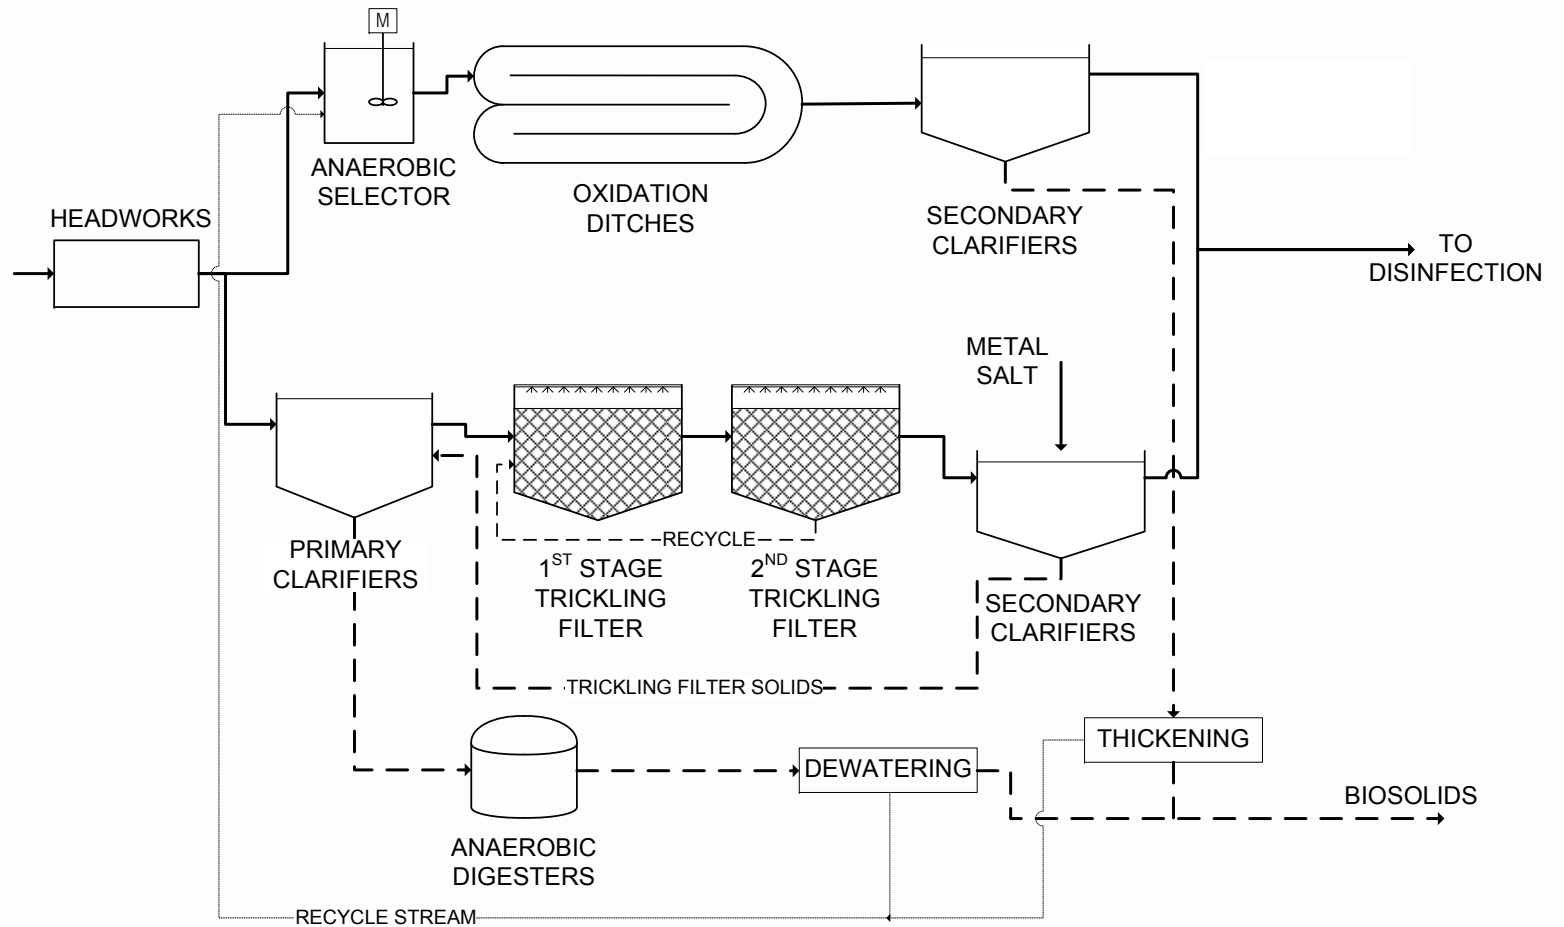 M
ANAEROBIC
SELECTOR
OXIDATION
DITCHES
SECONDARY
CLARIFIERS
HEADWORKS
TO
DISINFECTION
METAL
SALT
RECYCLE
PRIMARY
CLARIFIERS
1ST STAGE
TRICKLING
FILTER
2ND STAGE
TRICKLING
FILTER
SECONDARY
CLARIFIERS
TRICKLING FILTER SOLIDS
THICKENING
DEWATERING
BIOSOLIDS
ANAEROBIC
DIGESTERS
RECYCLE STREAM